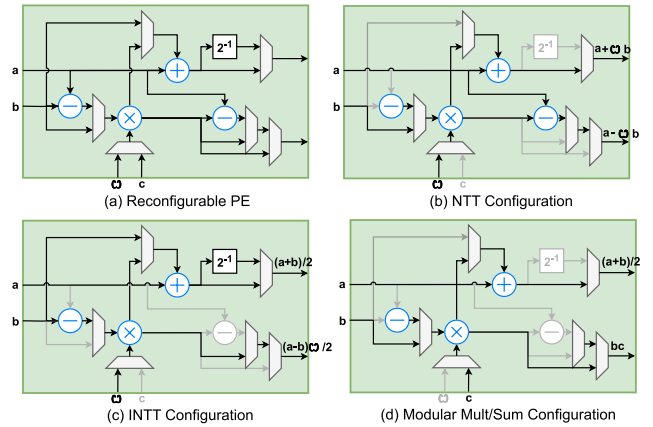 a
b
2⁻¹
+
−
×
−
ω
c
(a) Reconfigurable PE
a
b
2⁻¹
+
−
×
−
a+ω b
a- ω b
ω
c
(b) NTT Configuration
a
b
2⁻¹
+
−
×
−
(a+b)/2
(a-b)ω /2
ω
c
(c) INTT Configuration
a
b
2⁻¹
+
−
×
−
(a+b)/2
bc
ω
c
(d) Modular Mult/Sum Configuration